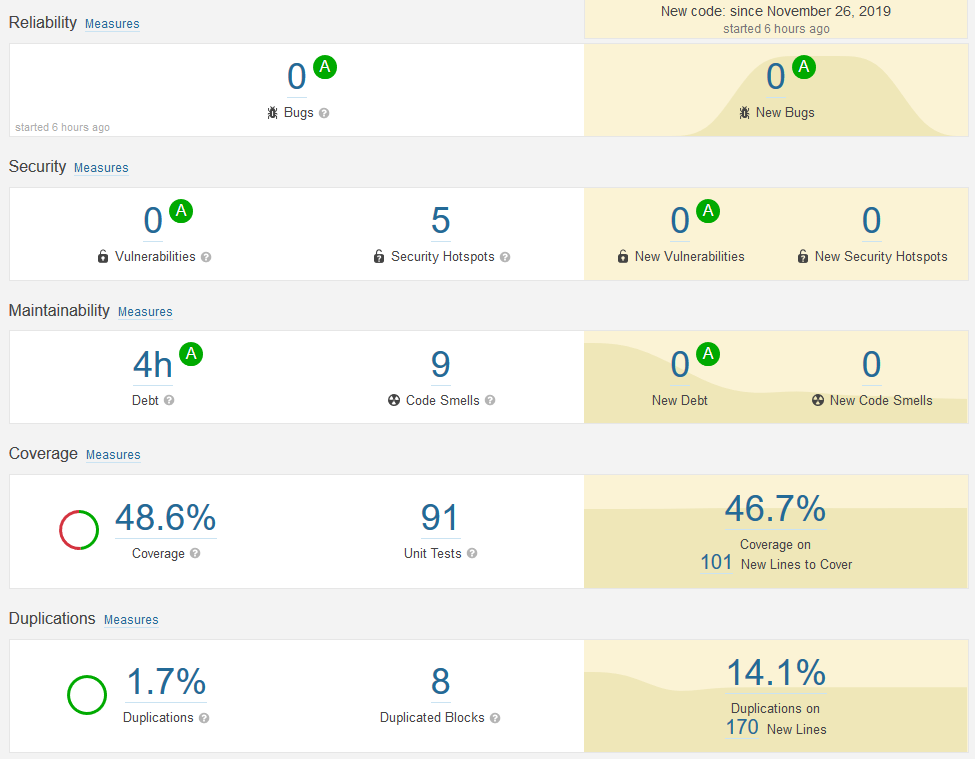 Reliability Measures
New code: since November 26, 2019
started 6 hours ago
0 A
Bugs ?
started 6 hours ago
0 A
New Bugs
Security Measures
0 A
Vulnerabilities ?
5
Security Hotspots ?
0 A
New Vulnerabilities
0
New Security Hotspots
Maintainability Measures
4h A
Debt ?
9
Code Smells ?
0 A
New Debt
0
New Code Smells
Coverage Measures
48.6%
Coverage ?
91
Unit Tests ?
46.7%
Coverage on
101 New Lines to Cover
Duplications Measures
1.7%
Duplications ?
8
Duplicated Blocks ?
14.1%
Duplications on
170 New Lines